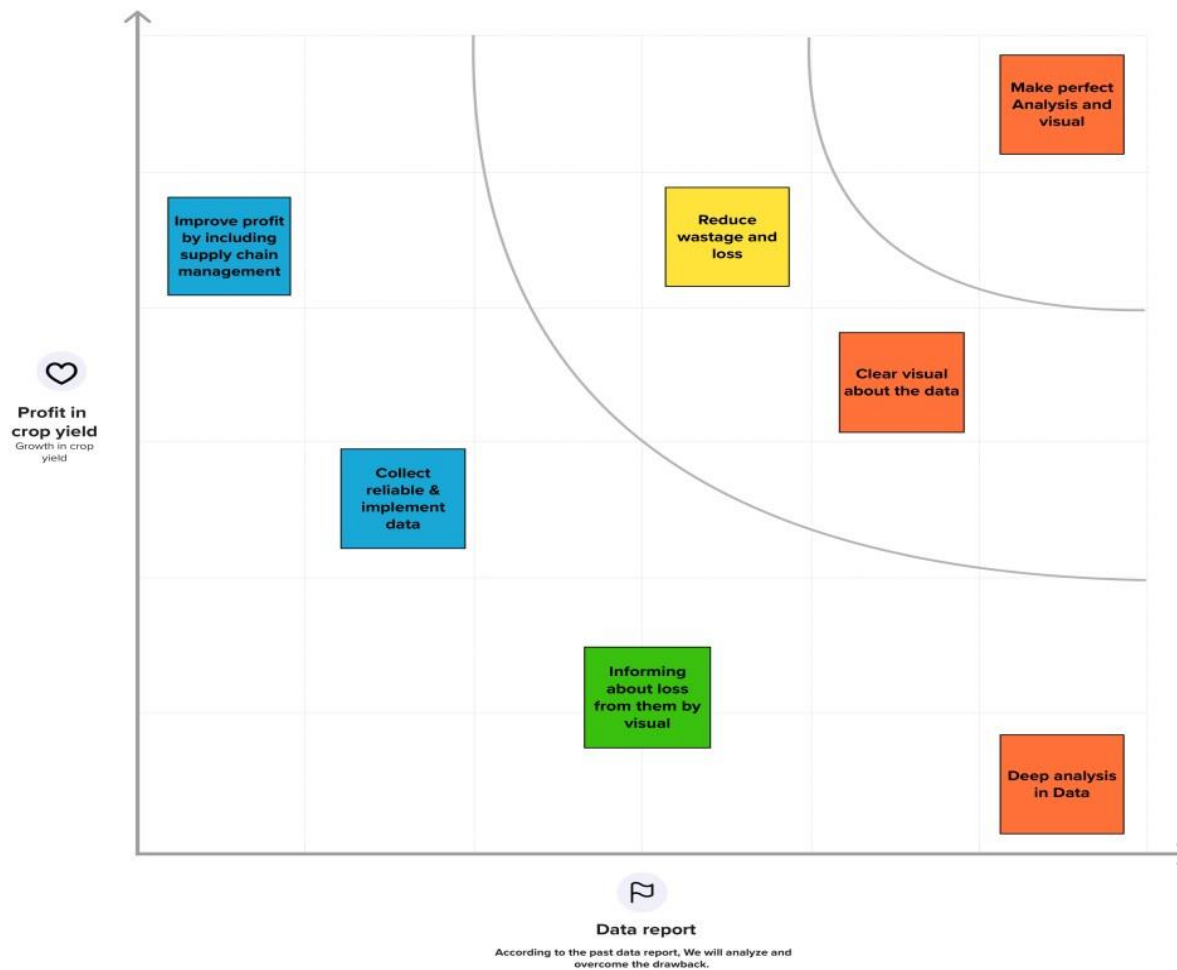 Make perfect
Analysis and
visual
Improve profit
by including
supply chain
management
Reduce
wastage and
loss
Clear visual
about the data
Profit in
crop yield
Growth in crop
yield
Collect
reliable &
implement
data
Informing
about loss
from them by
visual
Deep analysis
in Data
Data report
According to the past data report, We will analyze and
overcome the drawback.